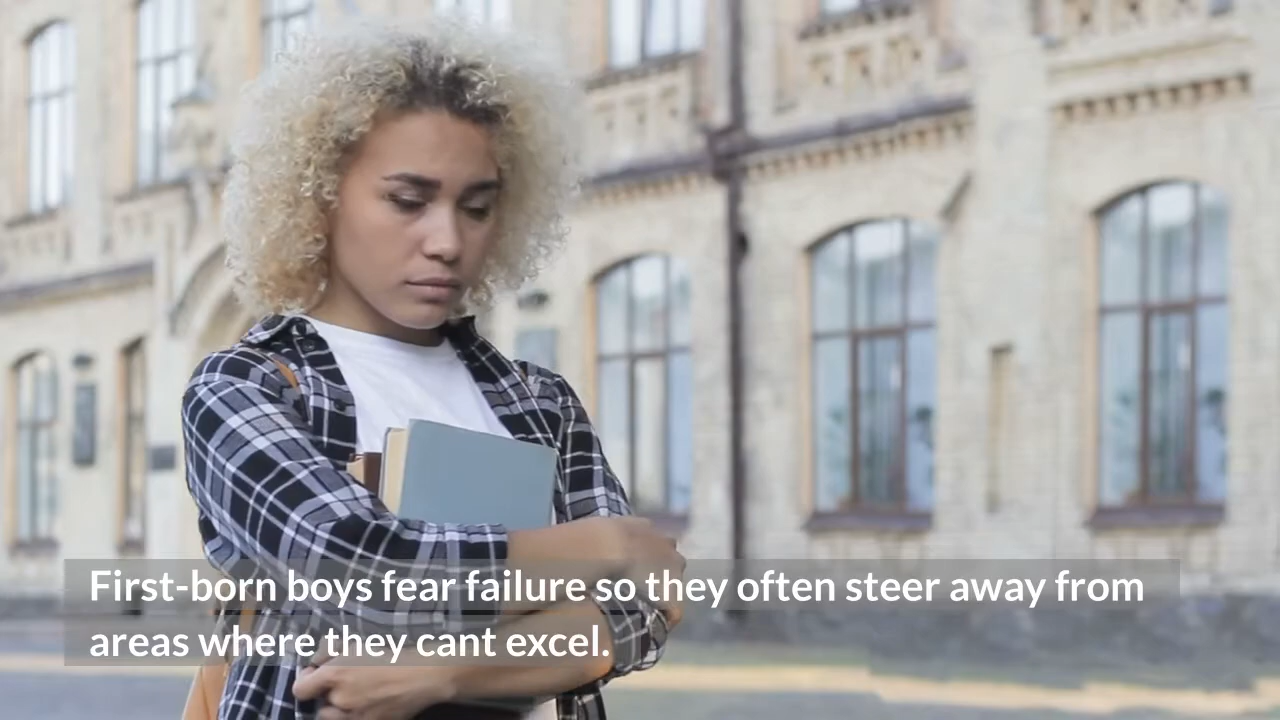 First-born boys fear failure so they often steer away from
areas where they cant excel.